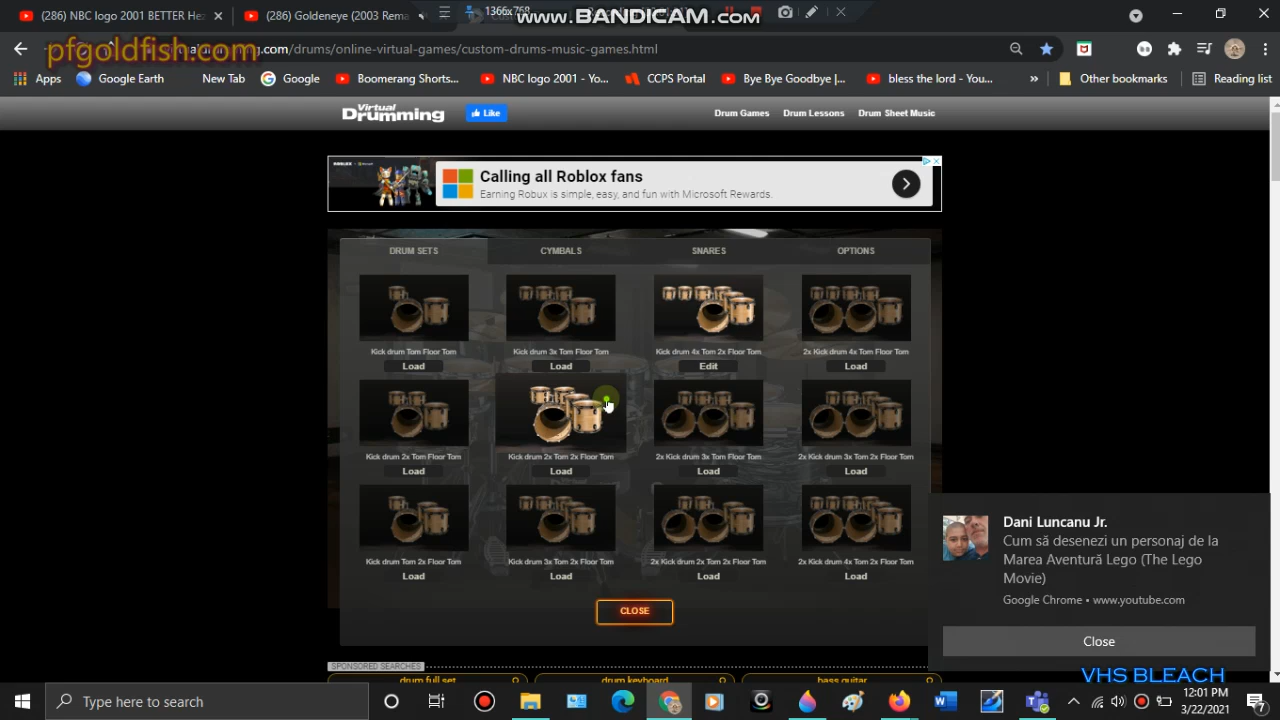 (286) NBC logo 2001 BETTER He
(286) Goldeneye (2003 Rema
1366x768
www.BANDICAM.com
pfgoldfish.com
/drums/online-virtual-games/custom-drums-music-games.html
Apps
Google Earth
New Tab
Google
Boomerang Shorts...
NBC logo 2001 - Yo...
CCPS Portal
Bye Bye Goodbye |...
bless the lord - You...
»
Other bookmarks
Reading list
Virtual
Drumming
Like
Drum Games
Drum Lessons
Drum Sheet Music
Calling all Roblox fans
Earning Robux is simple, easy, and fun with Microsoft Rewards.
DRUM SETS
CYMBALS
SNARES
OPTIONS
Kick drum Tom Floor Tom
Kick drum 3x Tom Floor Tom
Kick drum 4x Tom 2x Floor Tom
2x Kick drum 4x Tom Floor Tom
Load
Load
Edit
Load
Kick drum 2x Tom Floor Tom
Kick drum 2x Tom 2x Floor Tom
2x Kick drum 3x Tom Floor Tom
2x Kick drum 3x Tom 2x Floor Tom
Load
Load
Load
Load
Kick drum Tom 2x Floor Tom
Kick drum 3x Tom 2x Floor Tom
2x Kick drum 2x Tom 2x Floor Tom
2x Kick drum 4x Tom 2x Floor Tom
Load
Load
Load
Load
CLOSE
Dani Luncanu Jr.
Cum să desenezi un personaj de la
Marea Aventură Lego (The Lego
Movie)
Google Chrome • www.youtube.com
Close
SPONSORED SEARCHES
drum full set
drum keyboard
bass guitar
VHS BLEACH
Type here to search
2:01 PM
3/22/2021
7